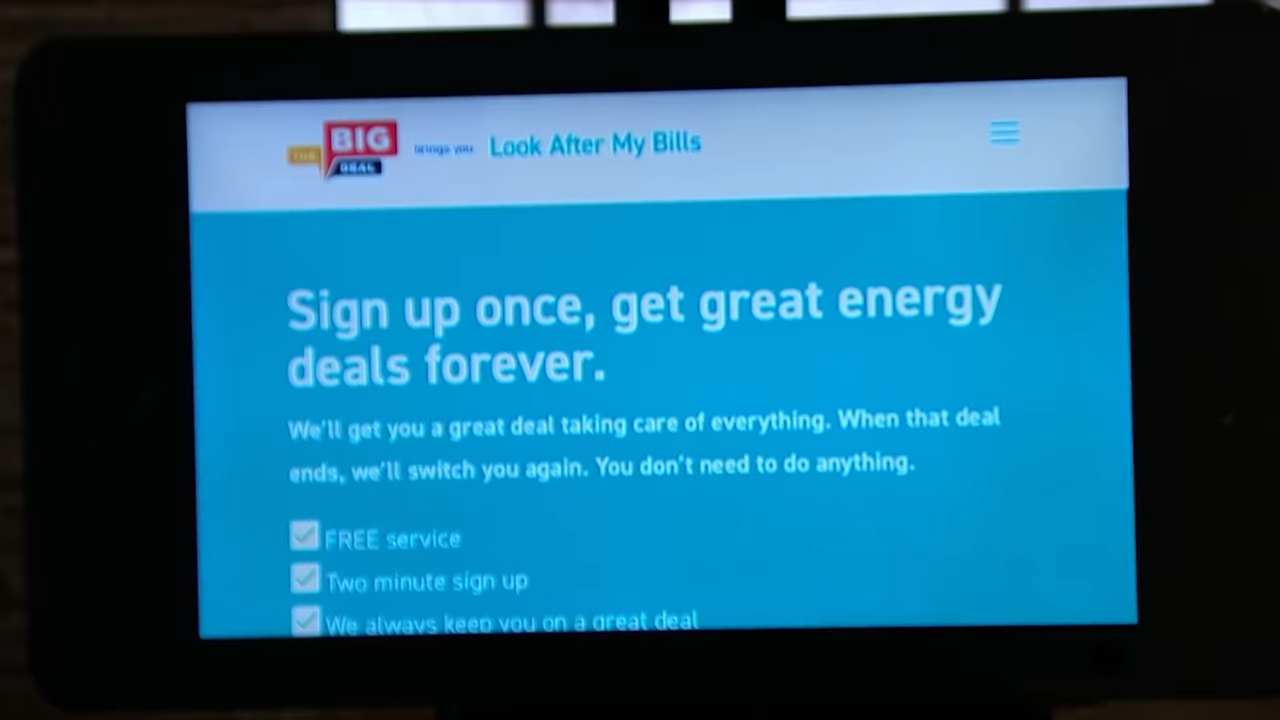 THE
BIG
DEAL
brings you
Look After My Bills
Sign up once, get great energy
deals forever.
We'll get you a great deal taking care of everything. When that deal
ends, we'll switch you again. You don't need to do anything.
FREE service
Two minute sign up
We always keep you on a great deal